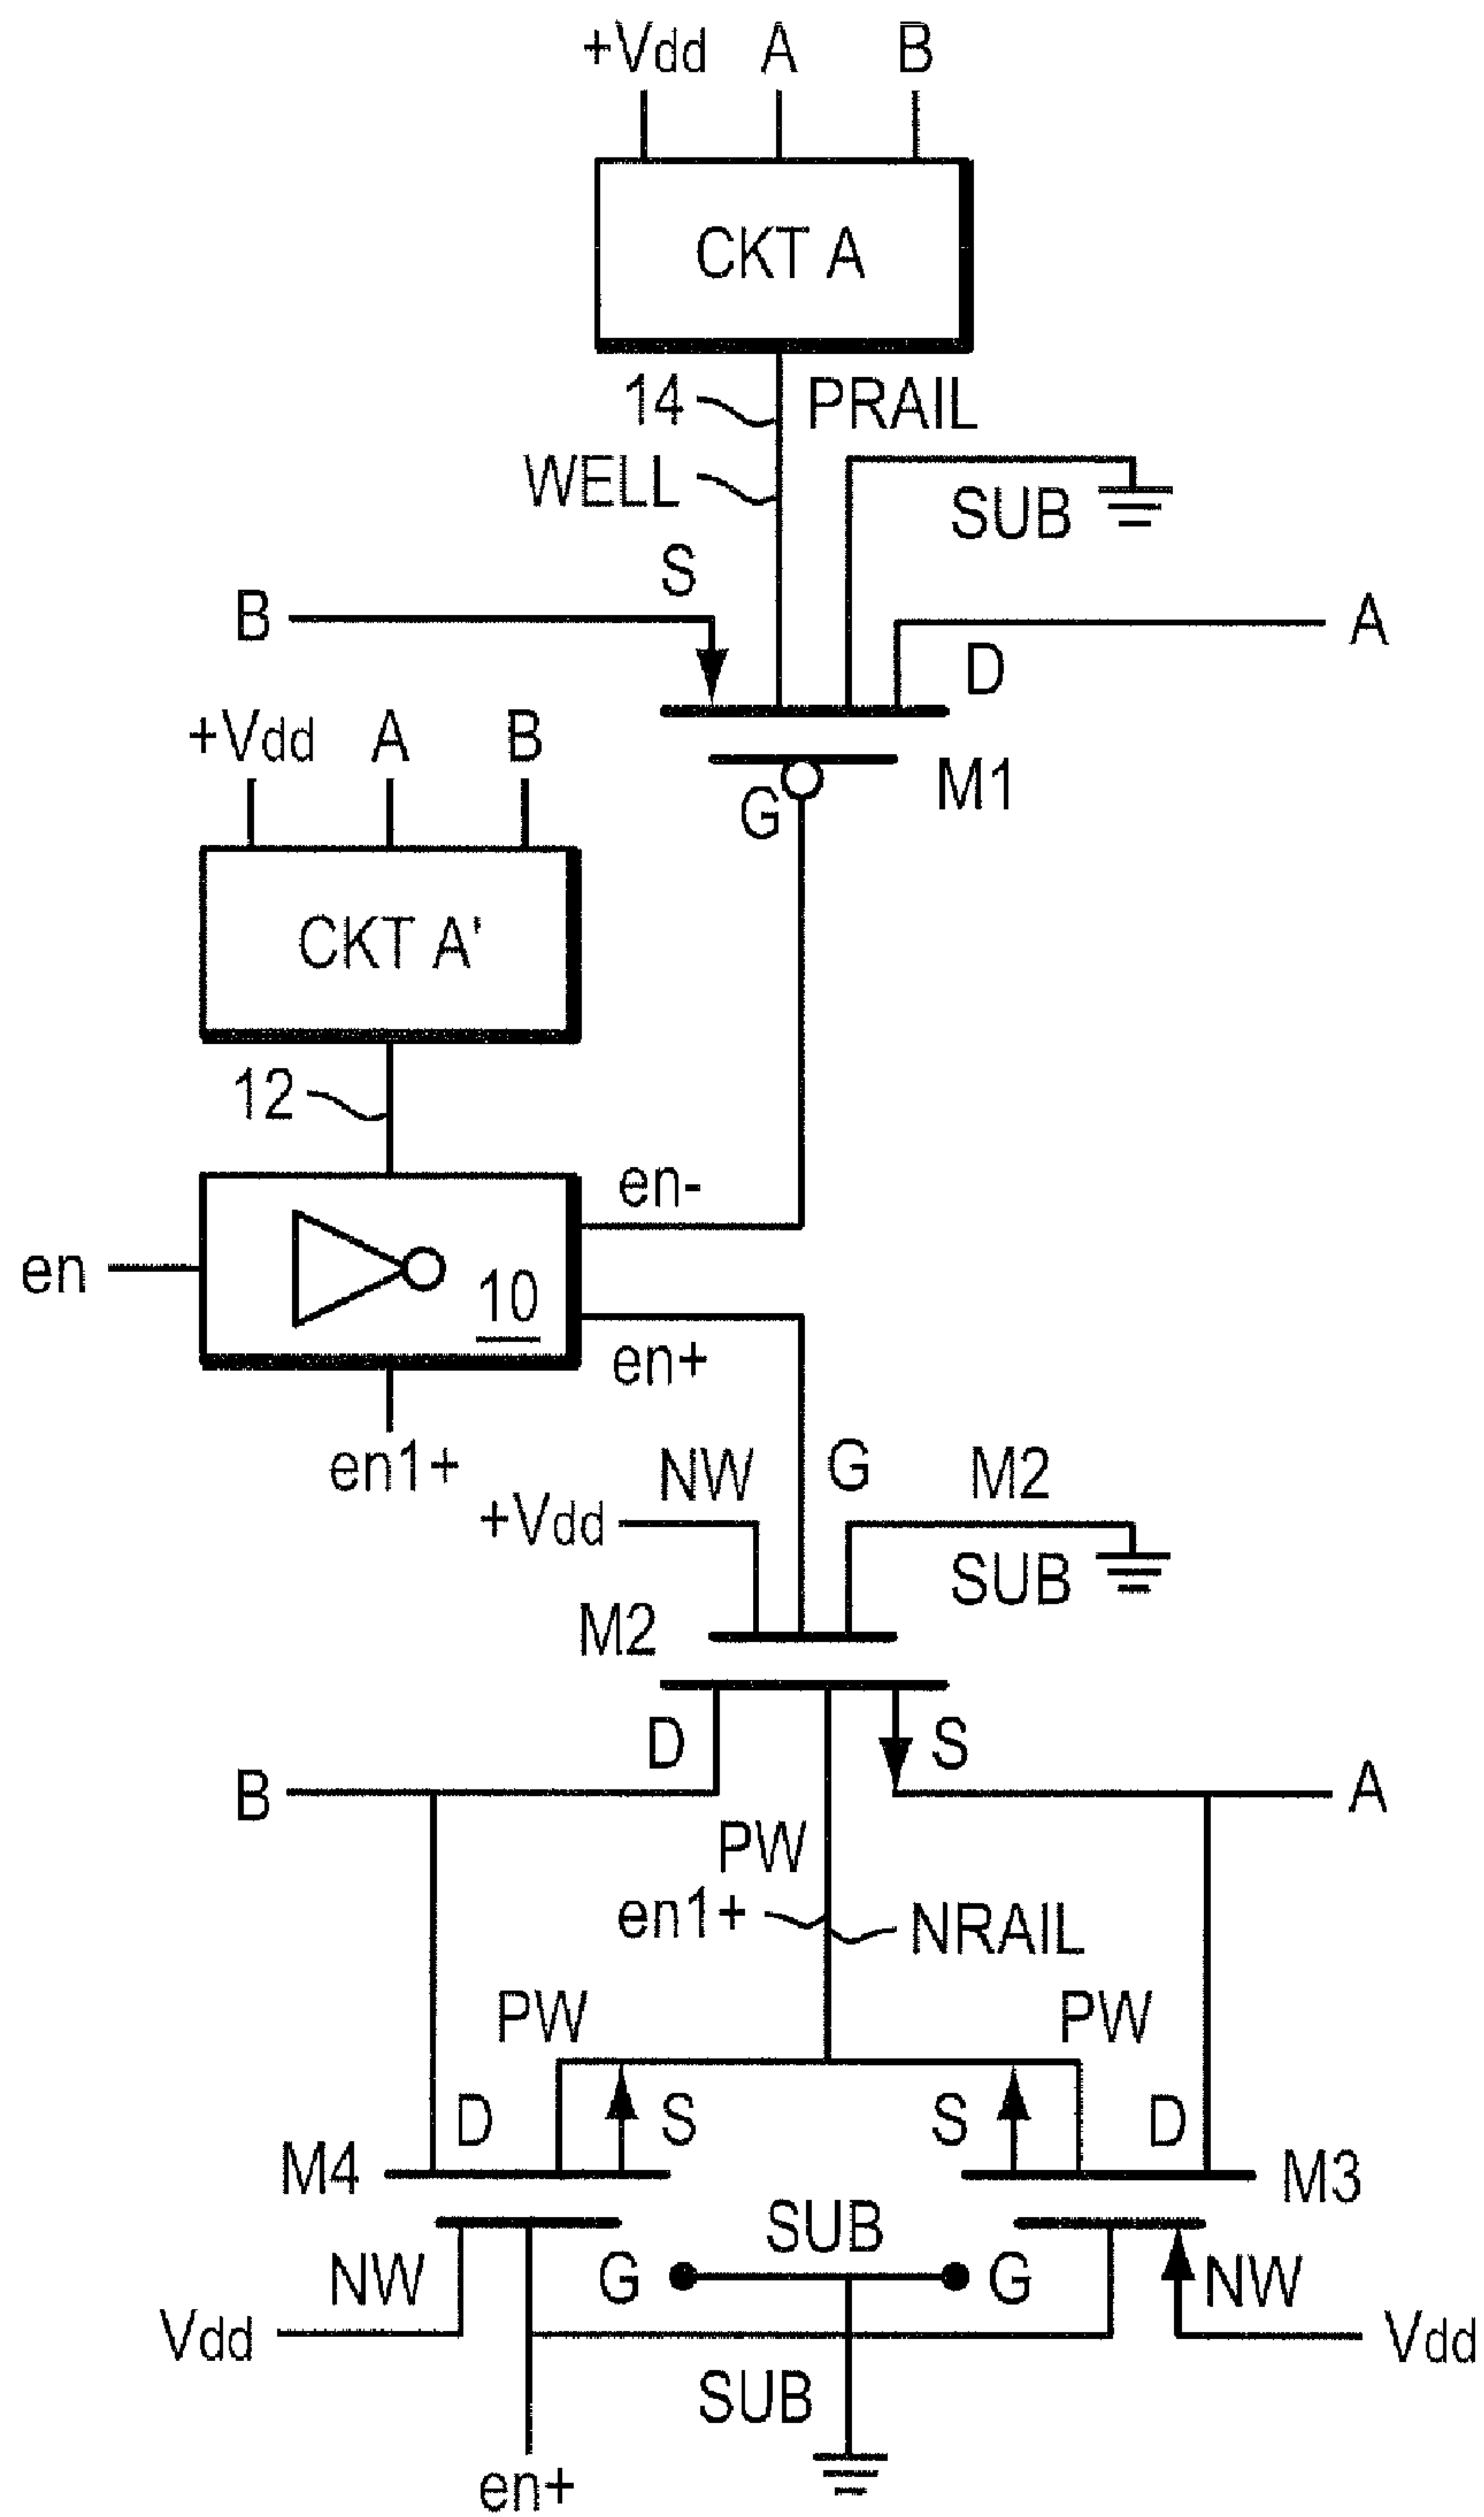 +Vdd A B
CKT A
14 PRAIL
WELL
SUB
S
B A
D
+Vdd A B
M1
G
CKT A'
12
en-
en
10
en+
en1+
NW G M2
+Vdd
SUB
M2
D S
B A
PW
en1+ NRAIL
PW PW
D S S D
M4 M3
SUB
NW G G NW
Vdd Vdd
SUB
en+